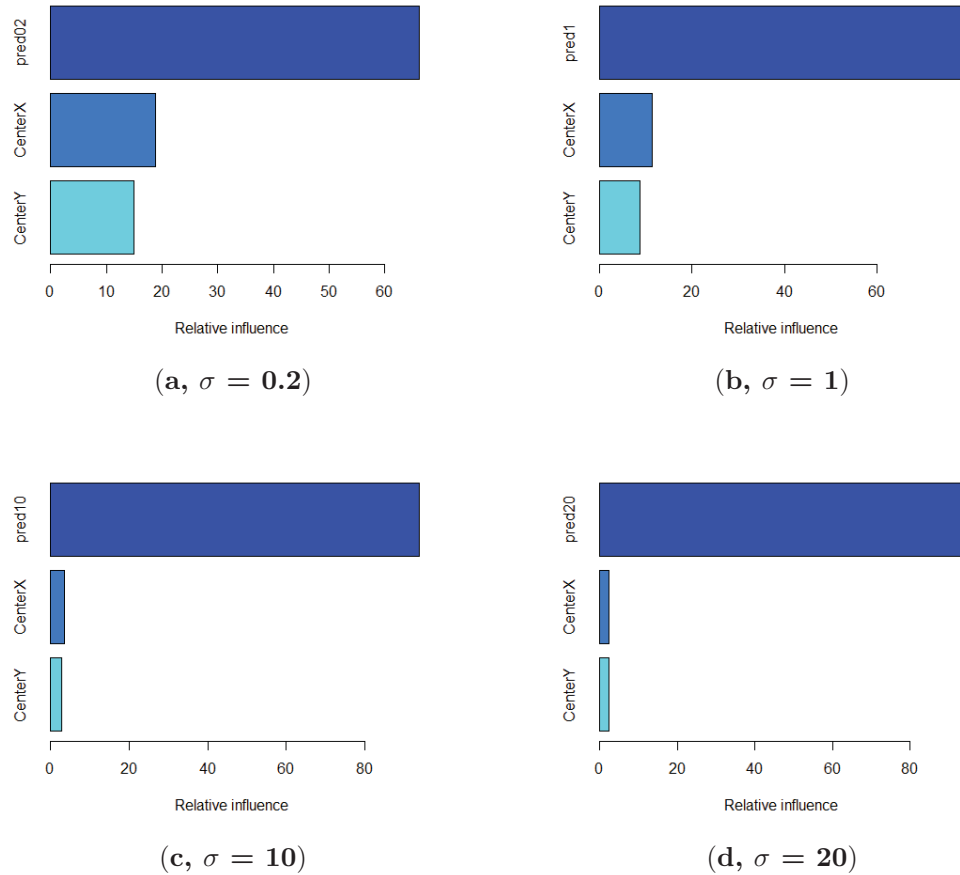 pred02
CenterX
CenterY
0 10 20 30 40 50 60
Relative influence
(a, σ = 0.2)
pred1
CenterX
CenterY
0 20 40 60
Relative influence
(b, σ = 1)
pred10
CenterX
CenterY
0 20 40 60 80
Relative influence
(c, σ = 10)
pred20
CenterX
CenterY
0 20 40 60 80
Relative influence
(d, σ = 20)